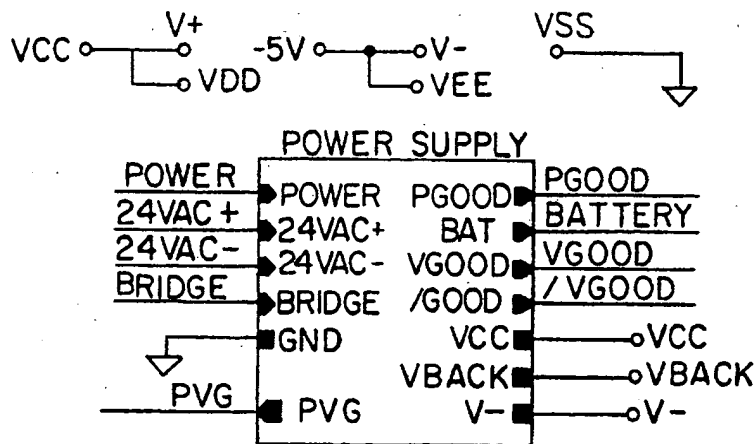 V+
VCC
VDD
-5V
V-
VEE
VSS
POWER SUPPLY
POWER
POWER
PGOOD
PGOOD
24VAC+
24VAC+
BAT
BATTERY
24VAC-
24VAC-
VGOOD
VGOOD
BRIDGE
BRIDGE
/GOOD
/VGOOD
GND
VCC
VCC
VBACK
VBACK
PVG
PVG
V-
V-